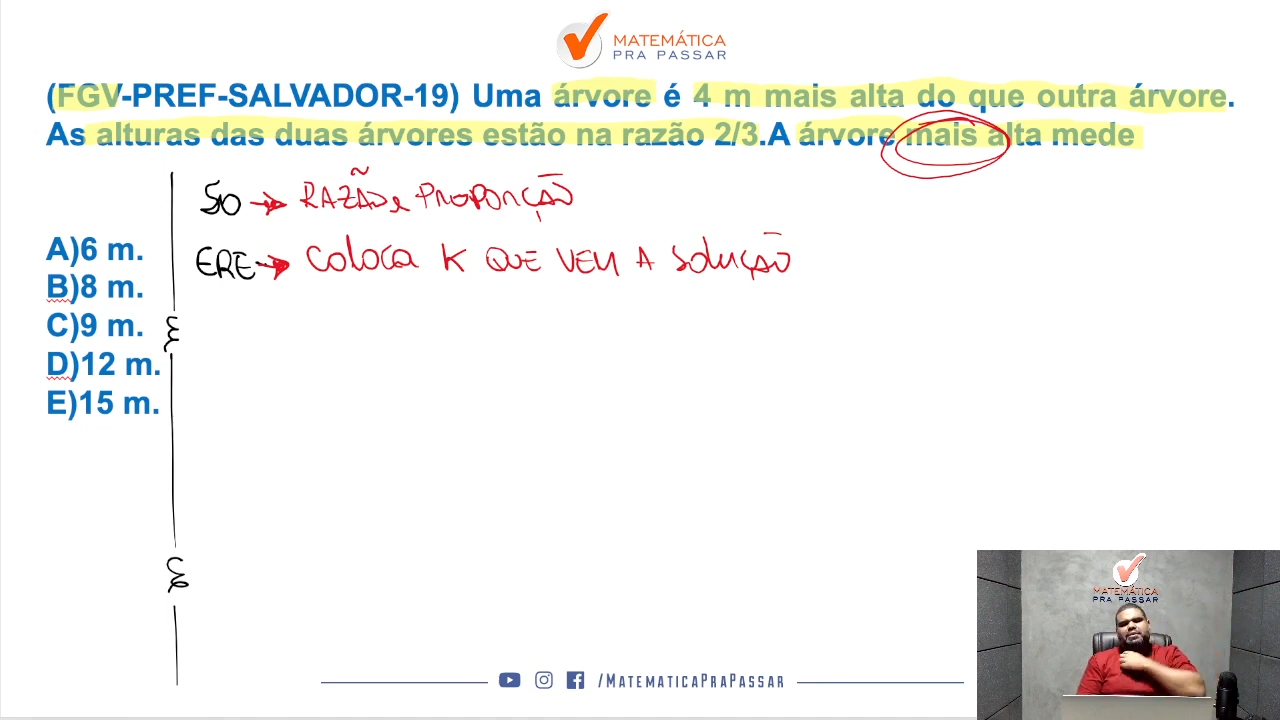 MATEMÁTICA
PRA PASSAR
(FGV-PREF-SALVADOR-19) Uma árvore é 4 m mais alta do que outra árvore.
As alturas das duas árvores estão na razão 2/3.A árvore mais alta mede
A)6 m.
B)8 m.
C)9 m.
D)12 m.
E)15 m.
RAZÃO e PROPORÇÃO
ERE → COLOCA K QUE VEM A SOLUÇÃO
MATEMÁTICA
PRA PASSAR
/MATEMATICAPRAPASSAR